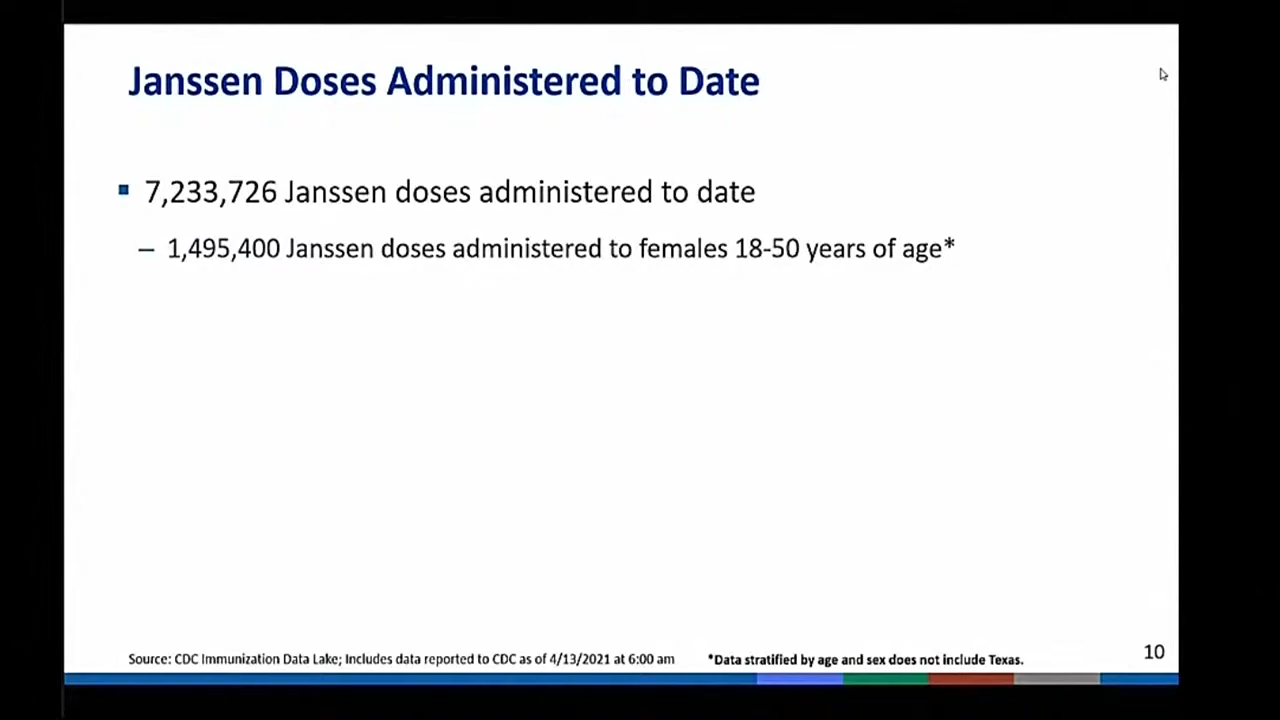 Janssen Doses Administered to Date
▪ 7,233,726 Janssen doses administered to date
– 1,495,400 Janssen doses administered to females 18-50 years of age*
Source: CDC Immunization Data Lake; Includes data reported to CDC as of 4/13/2021 at 6:00 am
*Data stratified by age and sex does not include Texas.
10